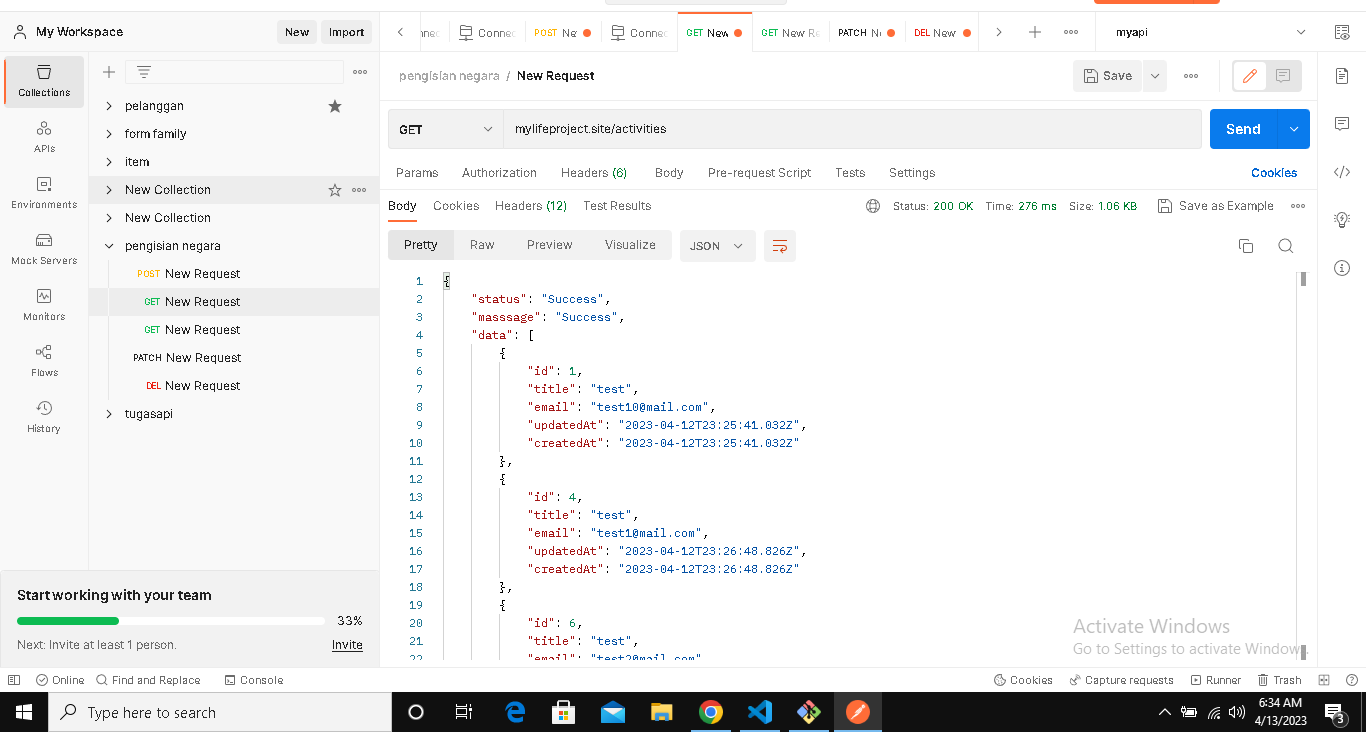 My Workspace
New
Import
Connec
POST Ne
Connec
GET New
GET New Re
PATCH N
DEL New
myapi
Collections
APIs
Environments
Mock Servers
Monitors
Flows
History
pelanggan
form family
item
New Collection
New Collection
pengisian negara
POST New Request
GET New Request
GET New Request
PATCH New Request
DEL New Request
tugasapi
Start working with your team
33%
Next: Invite at least 1 person.
Invite
pengisian negara / New Request
Save
GET
mylifeproject.site/activities
Send
Params Authorization Headers (6) Body Pre-request Script Tests Settings
Cookies
Body Cookies Headers (12) Test Results
Status: 200 OK Time: 276 ms Size: 1.06 KB
Save as Example
Pretty Raw Preview Visualize JSON
1 {
2 "status": "Success",
3 "masssage": "Success",
4 "data": [
5 {
6 "id": 1,
7 "title": "test",
8 "email": "test10@mail.com",
9 "updatedAt": "2023-04-12T23:25:41.032Z",
10 "createdAt": "2023-04-12T23:25:41.032Z"
11 },
12 {
13 "id": 4,
14 "title": "test",
15 "email": "test1@mail.com",
16 "updatedAt": "2023-04-12T23:26:48.826Z",
17 "createdAt": "2023-04-12T23:26:48.826Z"
18 },
19 {
20 "id": 6,
21 "title": "test",
22 "email": "test2@mail.com"
Activate Windows
Go to Settings to activate Windows.
Online
Find and Replace
Console
Cookies
Capture requests
Runner
Trash
Type here to search
6:34 AM
4/13/2023
3